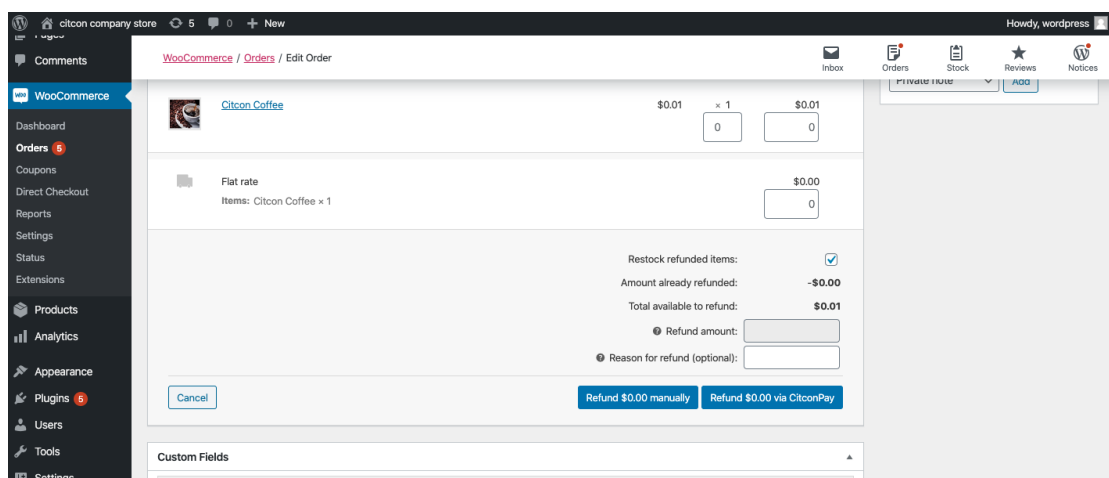 citcon company store 5 0 + New Howdy, wordpress
Pages
Comments
WooCommerce
Dashboard
Orders 5
Coupons
Direct Checkout
Reports
Settings
Status
Extensions
Products
Analytics
Appearance
Plugins 5
Users
Tools
Settings
WooCommerce / Orders / Edit Order
Inbox
Orders
Stock
Reviews
Notices
Private note
Add
Citcon Coffee $0.01 × 1 $0.01
0 0
Flat rate $0.00
Items: Citcon Coffee × 1 0
Restock refunded items:
Amount already refunded: -$0.00
Total available to refund: $0.01
Refund amount:
Reason for refund (optional):
Cancel Refund $0.00 manually Refund $0.00 via CitconPay
Custom Fields